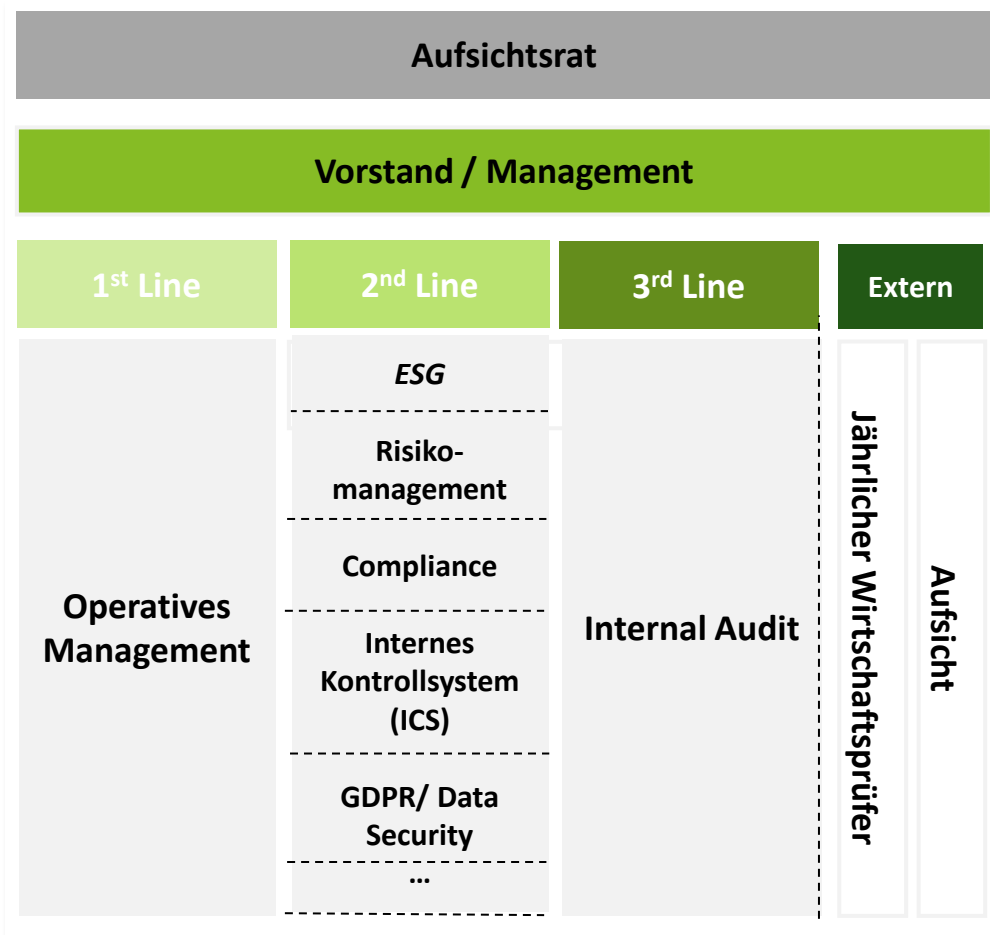 Aufsichtsrat
Vorstand / Management
1st Line
2nd Line
3rd Line
Extern
Operatives
Management
ESG
Risiko-
management
Compliance
Internes
Kontrollsystem
(ICS)
GDPR/ Data
Security
…
Internal Audit
Jährlicher Wirtschaftsprüfer
Aufsicht